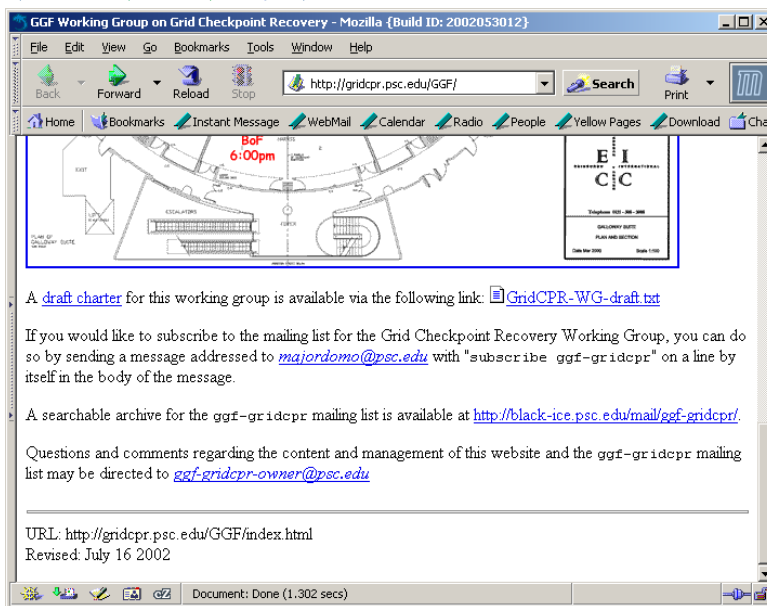 GGF Working Group on Grid Checkpoint Recovery - Mozilla {Build ID: 2002053012}
File Edit View Go Bookmarks Tools Window Help
Back Forward Reload Stop http://gridcpr.psc.edu/GGF/ Search Print
Home Bookmarks Instant Message WebMail Calendar Radio People Yellow Pages Download Cha
BoF
6:00pm
E I
EDINBURGH INTERNATIONAL
C C
ESCALATORS
PLAN OF
GALLOWAY SUITE
GALLOWAY SUITE
PLAN AND SECTION
Date Mar 2000 Scale 1:100
A draft charter for this working group is available via the following link: GridCPR-WG-draft.txt
If you would like to subscribe to the mailing list for the Grid Checkpoint Recovery Working Group, you can do
so by sending a message addressed to majordomo@psc.edu with "subscribe ggf-gridcpr" on a line by
itself in the body of the message.
A searchable archive for the ggf-gridcpr mailing list is available at http://black-ice.psc.edu/mail/ggf-gridcpr/.
Questions and comments regarding the content and management of this website and the ggf-gridcpr mailing
list may be directed to ggf-gridcpr-owner@psc.edu
URL: http://gridcpr.psc.edu/GGF/index.html
Revised: July 16 2002
Document: Done (1.302 secs)